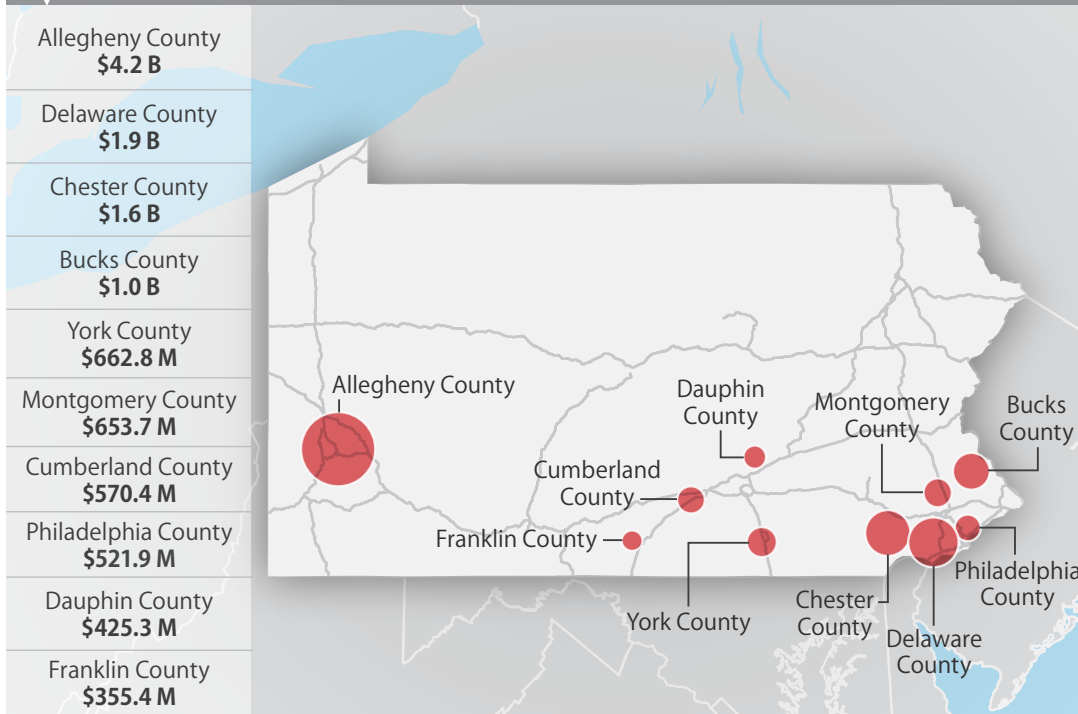 Allegheny County
$4.2 B
Delaware County
$1.9 B
Chester County
$1.6 B
Bucks County
$1.0 B
York County
$662.8 M
Montgomery County
$653.7 M
Cumberland County
$570.4 M
Philadelphia County
$521.9 M
Dauphin County
$425.3 M
Franklin County
$355.4 M
Allegheny County
Dauphin
County
Montgomery
County
Bucks
County
Cumberland
County
Franklin County
York County
Chester
County
Delaware
County
Philadelphia
County